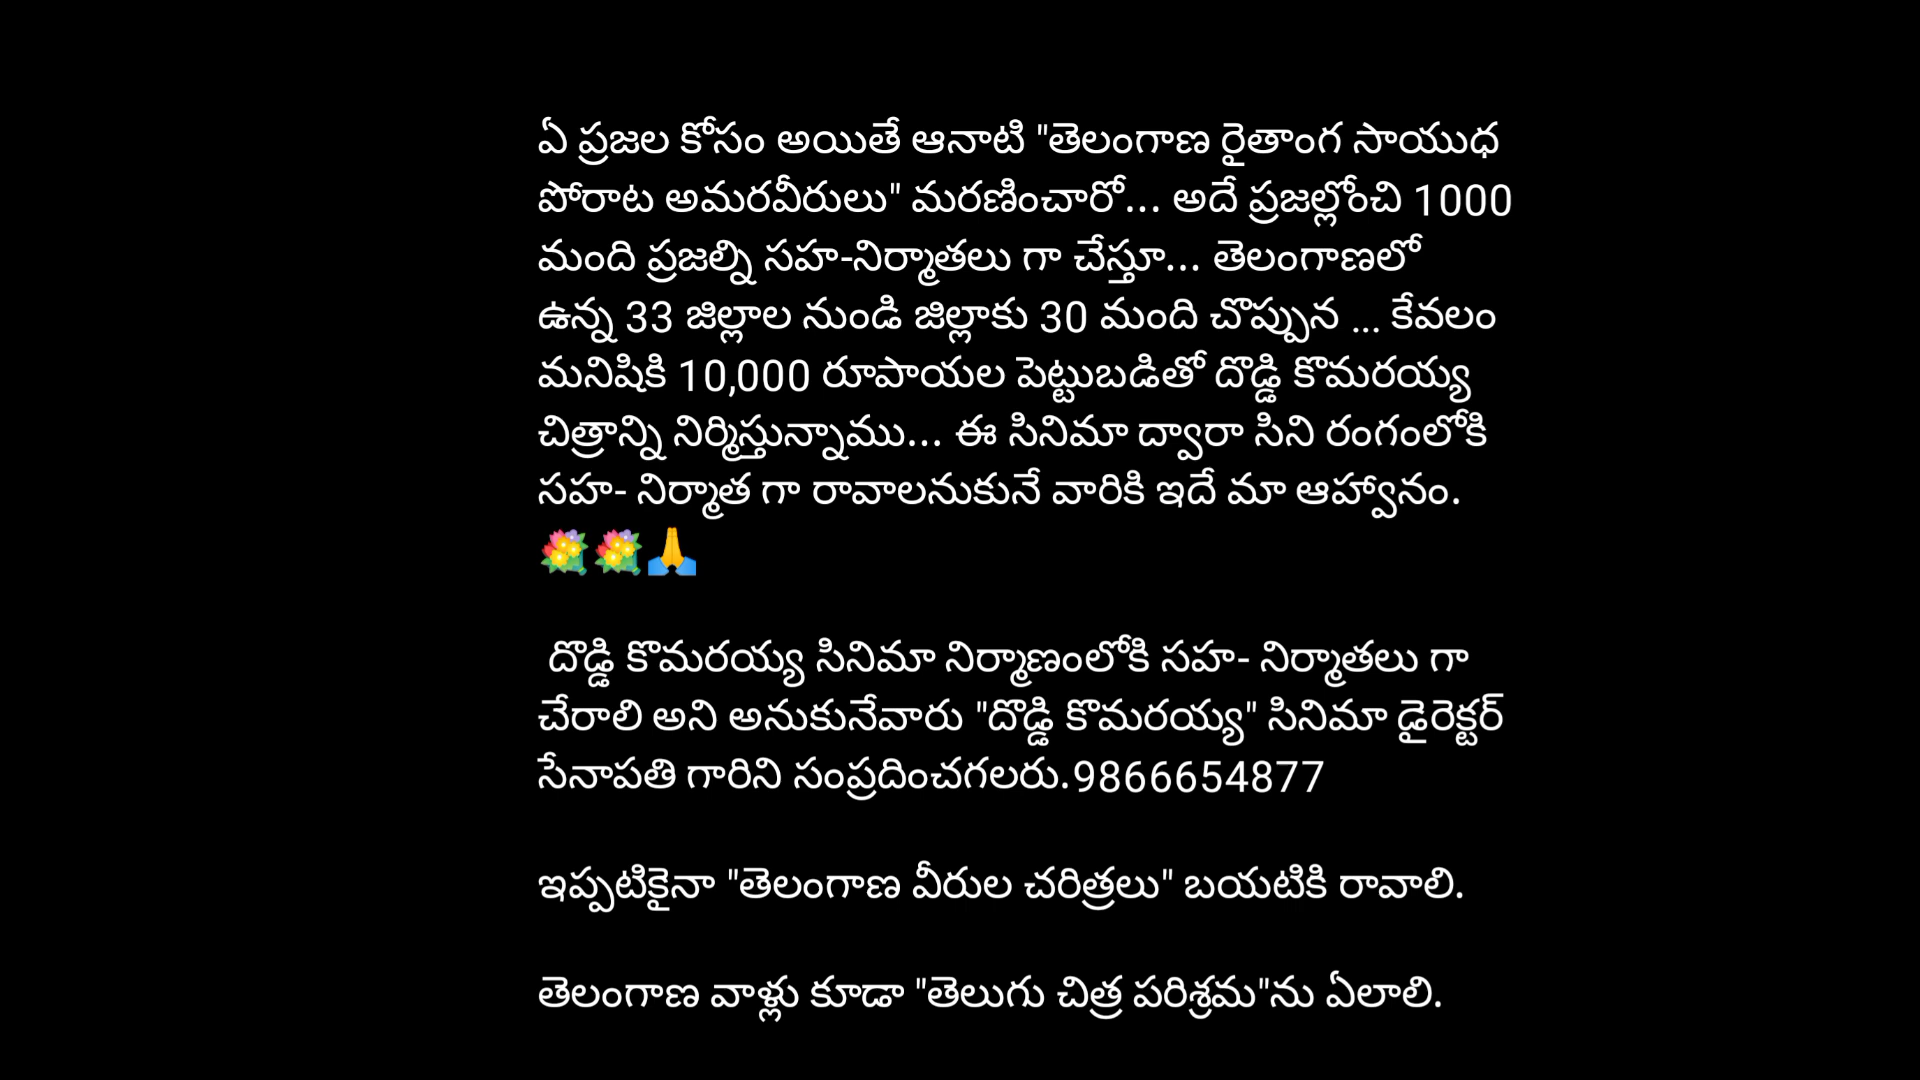 ఏ ప్రజల కోసం అయితే ఆనాటి "తెలంగాణ రైతాంగ సాయుధ
పోరాట అమరవీరులు" మరణించారో... అదే ప్రజల్లోంచి 1000
మంది ప్రజల్ని సహ-నిర్మాతలు గా చేస్తూ... తెలంగాణలో
ఉన్న 33 జిల్లాల నుండి జిల్లాకు 30 మంది చొప్పున ... కేవలం
మనిషికి 10,000 రూపాయల పెట్టుబడితో దొడ్డి కొమరయ్య
చిత్రాన్ని నిర్మిస్తున్నాము... ఈ సినిమా ద్వారా సిని రంగంలోకి
సహ- నిర్మాత గా రావాలనుకునే వారికి ఇదే మా ఆహ్వానం.
💐💐🙏
దొడ్డి కొమరయ్య సినిమా నిర్మాణంలోకి సహ- నిర్మాతలు గా
చేరాలి అని అనుకునేవారు "దొడ్డి కొమరయ్య" సినిమా డైరెక్టర్
సేనాపతి గారిని సంప్రదించగలరు.9866654877
ఇప్పటికైనా "తెలంగాణ వీరుల చరిత్రలు" బయటికి రావాలి.
తెలంగాణ వాళ్లు కూడా "తెలుగు చిత్ర పరిశ్రమ"ను ఏలాలి.